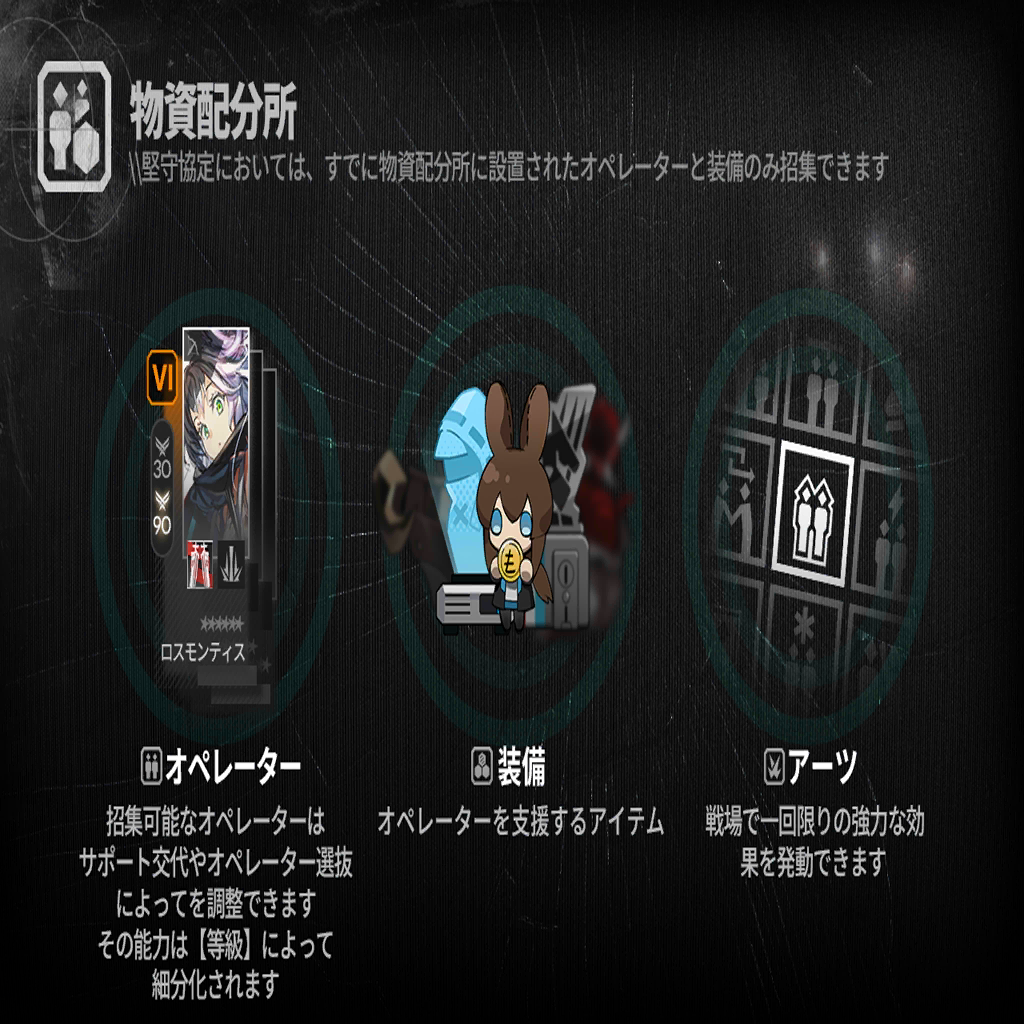 物資配分所
\\堅守協定においては、すでに物資配分所に設置されたオペレーターと装備のみ招集できます
VI
30
90
ロスモンティス
オペレーター
招集可能なオペレーターは
サポート交代やオペレーター選抜
によってを調整できます
その能力は【等級】によって
細分化されます
装備
オペレーターを支援するアイテム
アーツ
戦場で一回限りの強力な効
果を発動できます